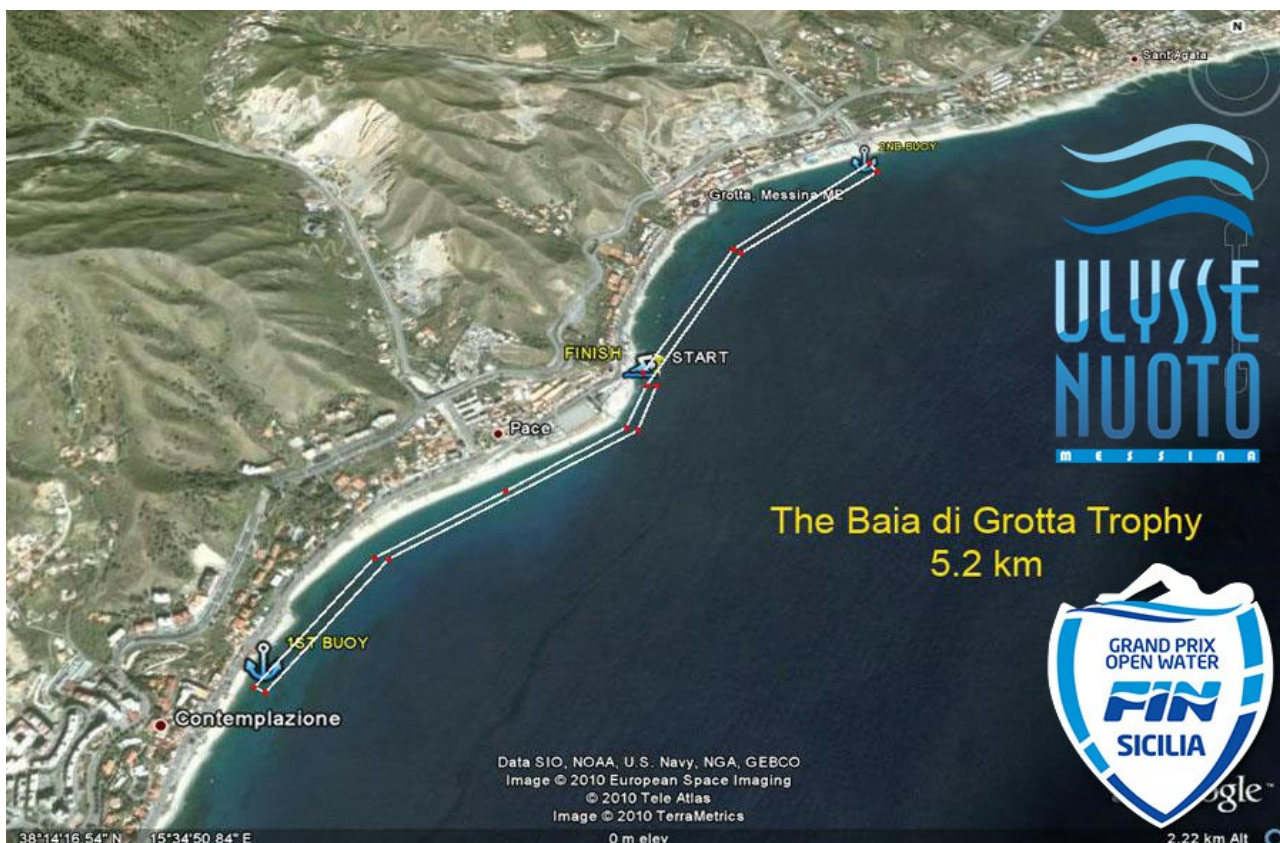 N
Sant'Agata
2ND BUOY
Grotta, Messina ME
FINISH
START
Pace
1ST BUOY
Contemplazione
ULYSSE
NUOTO
MESSINA
The Baia di Grotta Trophy
5.2 km
GRAND PRIX
OPEN WATER
FIN
SICILIA
Data SIO, NOAA, U.S. Navy, NGA, GEBCO
Image © 2010 European Space Imaging
© 2010 Tele Atlas
Image © 2010 TerraMetrics
38°14'16.54" N 15°34'50.84" E
0 m elev
2.22 km Alt